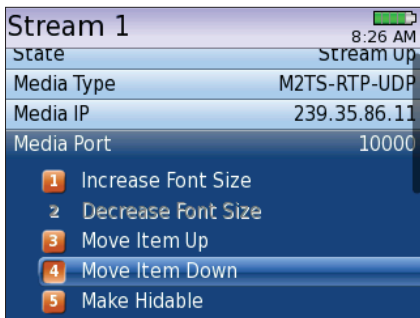 Stream 1
8:26 AM
State Stream Up
Media Type M2TS-RTP-UDP
Media IP 239.35.86.11
Media Port 10000
1 Increase Font Size
2 Decrease Font Size
3 Move Item Up
4 Move Item Down
5 Make Hidable